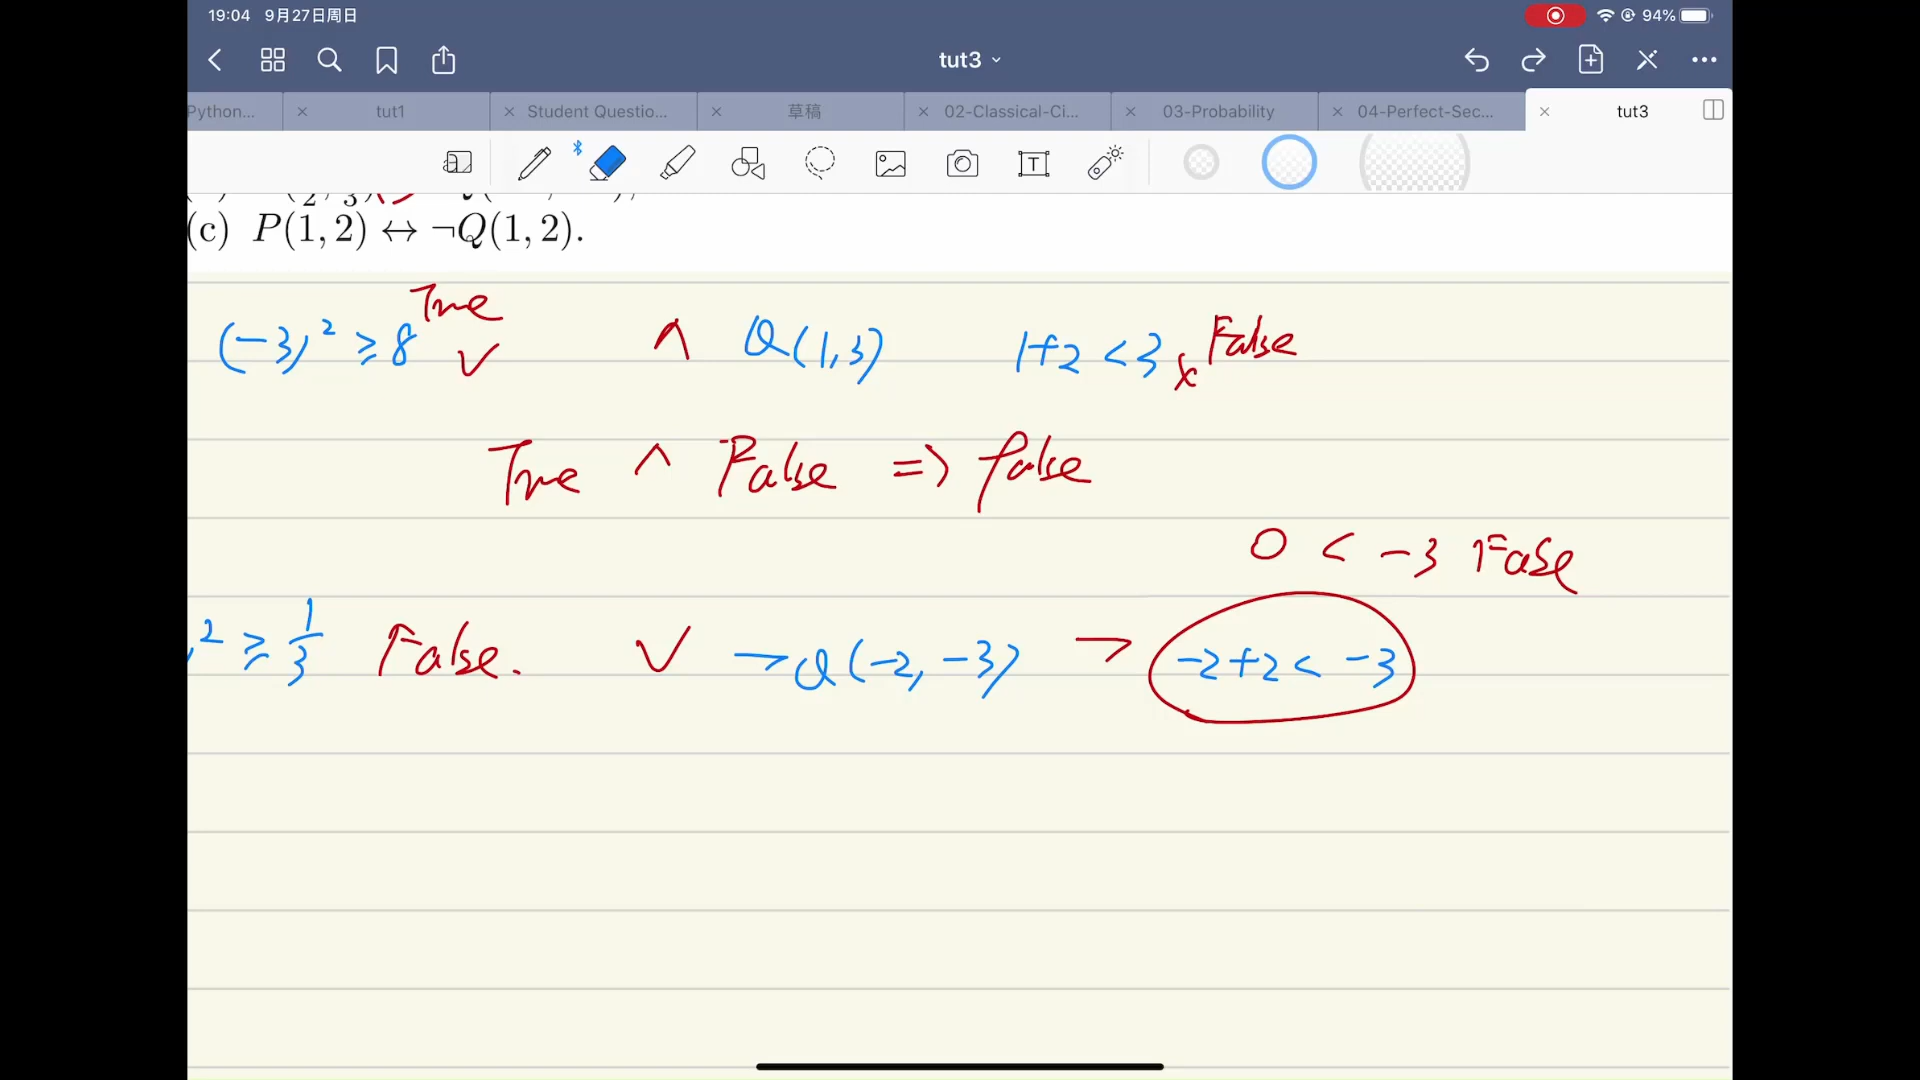 19:04 9月27日周日 94%
tut3
Python... tut1 Student Questio... 草稿 02-Classical-Ci... 03-Probability 04-Perfect-Sec... tut3
(c) P(1, 2) ↔ ¬Q(1, 2).
True
(-3)² ≥ 8 ✓ ∧ Q(1,3) 1+2 < 3 x False
True ∧ False => false
0 < -3 Fase
² ≥ 1/3 False. ∨ ¬Q(-2, -3) ¬ -2+2 < -3